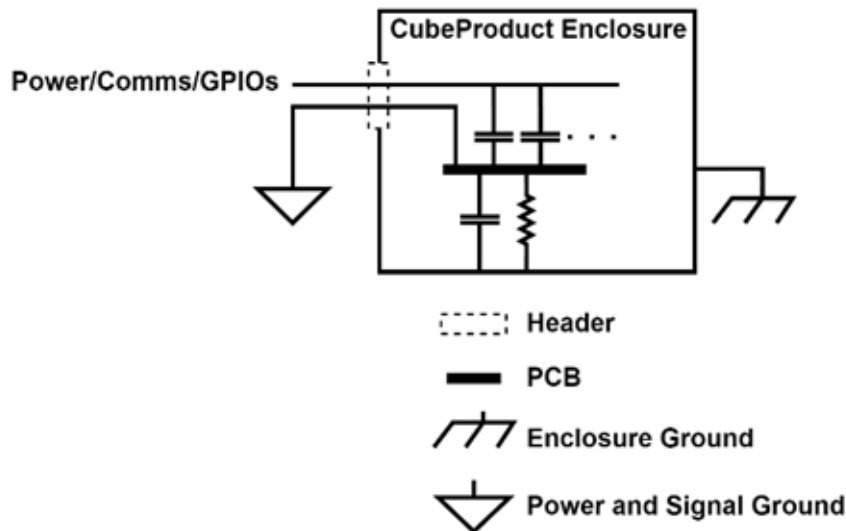 CubeProduct Enclosure
Power/Comms/GPIOs
Header
PCB
Enclosure Ground
Power and Signal Ground